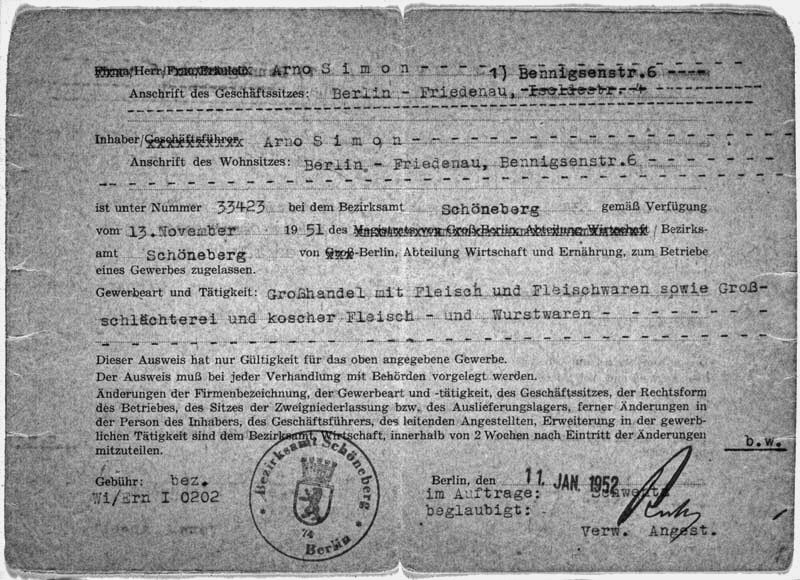 Firma/Herr/Frau/Fräulein Arno Simon - - - - 1) Bennigsenstr.6 ----
Anschrift des Geschäftssitzes: Berlin - Friedenau,
Inhaber/Geschäftsführer Arno Simon - - - -
Anschrift des Wohnsitzes: Berlin - Friedenau, Bennigsenstr.6 - - - -
ist unter Nummer 33423 bei dem Bezirksamt Schöneberg gemäß Verfügung
vom 13.November 1951 des Magistrats von Groß-Berlin, Abteilung Wirtschaft/Bezirks-
amt Schöneberg von Groß-Berlin, Abteilung Wirtschaft und Ernährung, zum Betriebe
eines Gewerbes zugelassen.
Gewerbeart und Tätigkeit: Großhandel mit Fleisch und Fleischwaren sowie Groß-
schlächterei und koscher Fleisch - und Wurstwaren - - - -
Dieser Ausweis hat nur Gültigkeit für das oben angegebene Gewerbe.
Der Ausweis muß bei jeder Verhandlung mit Behörden vorgelegt werden.
Änderungen der Firmenbezeichnung, der Gewerbeart und -tätigkeit, des Geschäftssitzes, der Rechtsform
des Betriebes, des Sitzes der Zweigniederlassung bzw. des Auslieferungslagers, ferner Änderungen in
der Person des Inhabers, des Geschäftsführers, des leitenden Angestellten, Erweiterung in der gewerb-
lichen Tätigkeit sind dem Bezirksamt, Wirtschaft, innerhalb von 2 Wochen nach Eintritt der Änderungen
mitzuteilen.
b.w.
Gebühr: bez.
Wi/Ern I 0202
Bezirksamt Schöneberg
74
Berlin
Berlin, den 11. JAN. 1952
im Auftrage:
beglaubigt:
Verw. Angest.